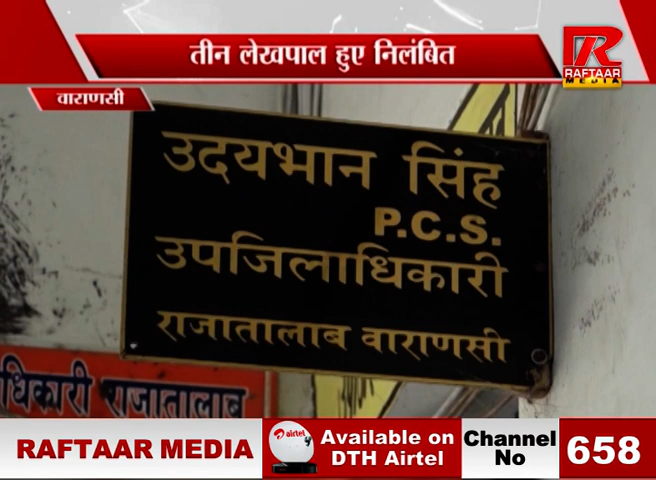 तीन लेखपाल हुए निलंबित
RAFTAAR
MEDIA
वाराणसी
उदयभान सिंह
P.C.S.
उपजिलाधिकारी
राजातालाब वाराणसी
धिकारी राजातालाब
RAFTAAR MEDIA
airtel
Available on
DTH Airtel
Channel
No
658